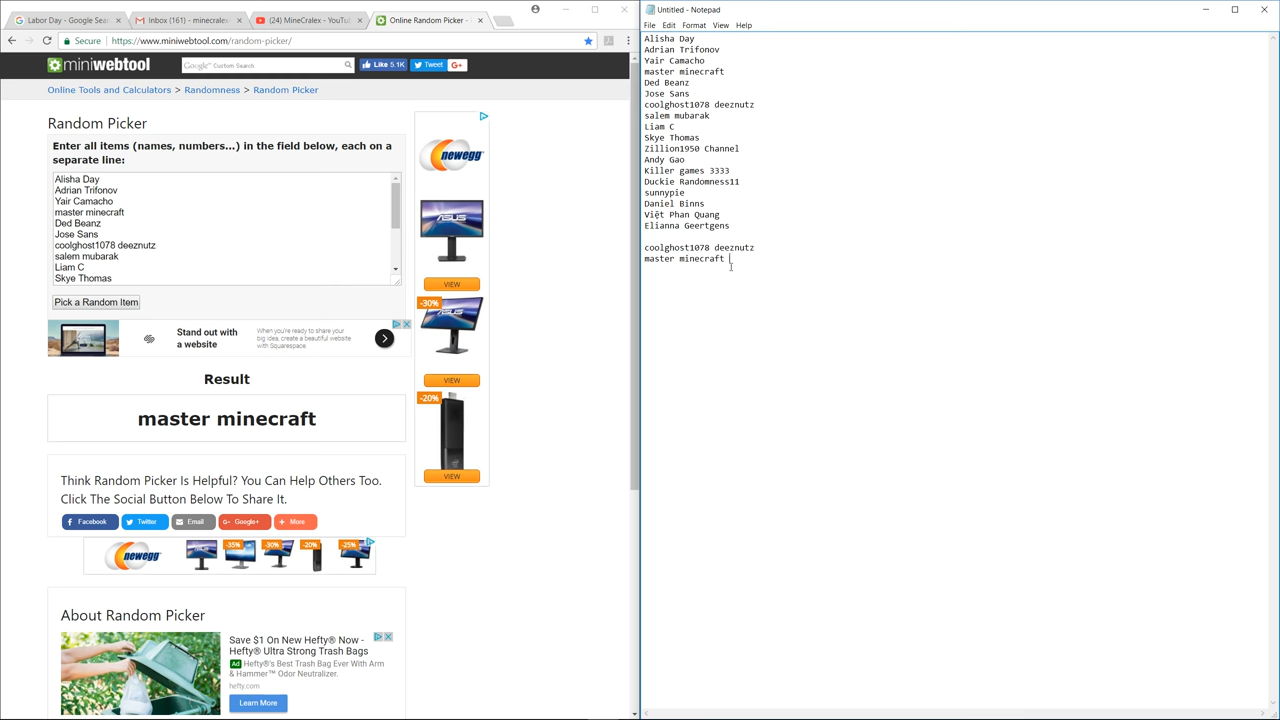 Labor Day - Google Sea
Inbox (161) - minecralex
(24) MineCralex - YouTu
Online Random Picker -
Secure
https://www.miniwebtool.com/random-picker/
miniwebtool
Google Custom Search
Like 5.1K
Tweet
G+
Online Tools and Calculators > Randomness > Random Picker
Random Picker
Enter all items (names, numbers...) in the field below, each on a
separate line:
Alisha Day
Adrian Trifonov
Yair Camacho
master minecraft
Ded Beanz
Jose Sans
coolghost1078 deeznutz
salem mubarak
Liam C
Skye Thomas
Pick a Random Item
Stand out with
a website
When you're ready to share your
big idea, create a beautiful website
with Squarespace.
Result
master minecraft
Think Random Picker Is Helpful? You Can Help Others Too.
Click The Social Button Below To Share It.
Facebook
Twitter
Email
Google+
More
newegg
-35%
-30%
-20%
-25%
About Random Picker
Save $1 On New Hefty® Now -
Hefty® Ultra Strong Trash Bags
Ad Hefty®'s Best Trash Bag Ever With Arm
& Hammer™ Odor Neutralizer.
hefty.com
Learn More
newegg
ASUS
VIEW
-30%
VIEW
-20%
VIEW
Untitled - Notepad
File Edit Format View Help
Alisha Day
Adrian Trifonov
Yair Camacho
master minecraft
Ded Beanz
Jose Sans
coolghost1078 deeznutz
salem mubarak
Liam C
Skye Thomas
Zillion1950 Channel
Andy Gao
Killer games 3333
Duckie Randomness11
sunnypie
Daniel Binns
Việt Phan Quang
Elianna Geertgens
coolghost1078 deeznutz
master minecraft